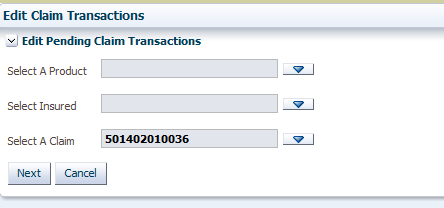 Edit Claim Transactions
Edit Pending Claim Transactions
Select A Product
Select Insured
Select A Claim 501402010036
Next Cancel